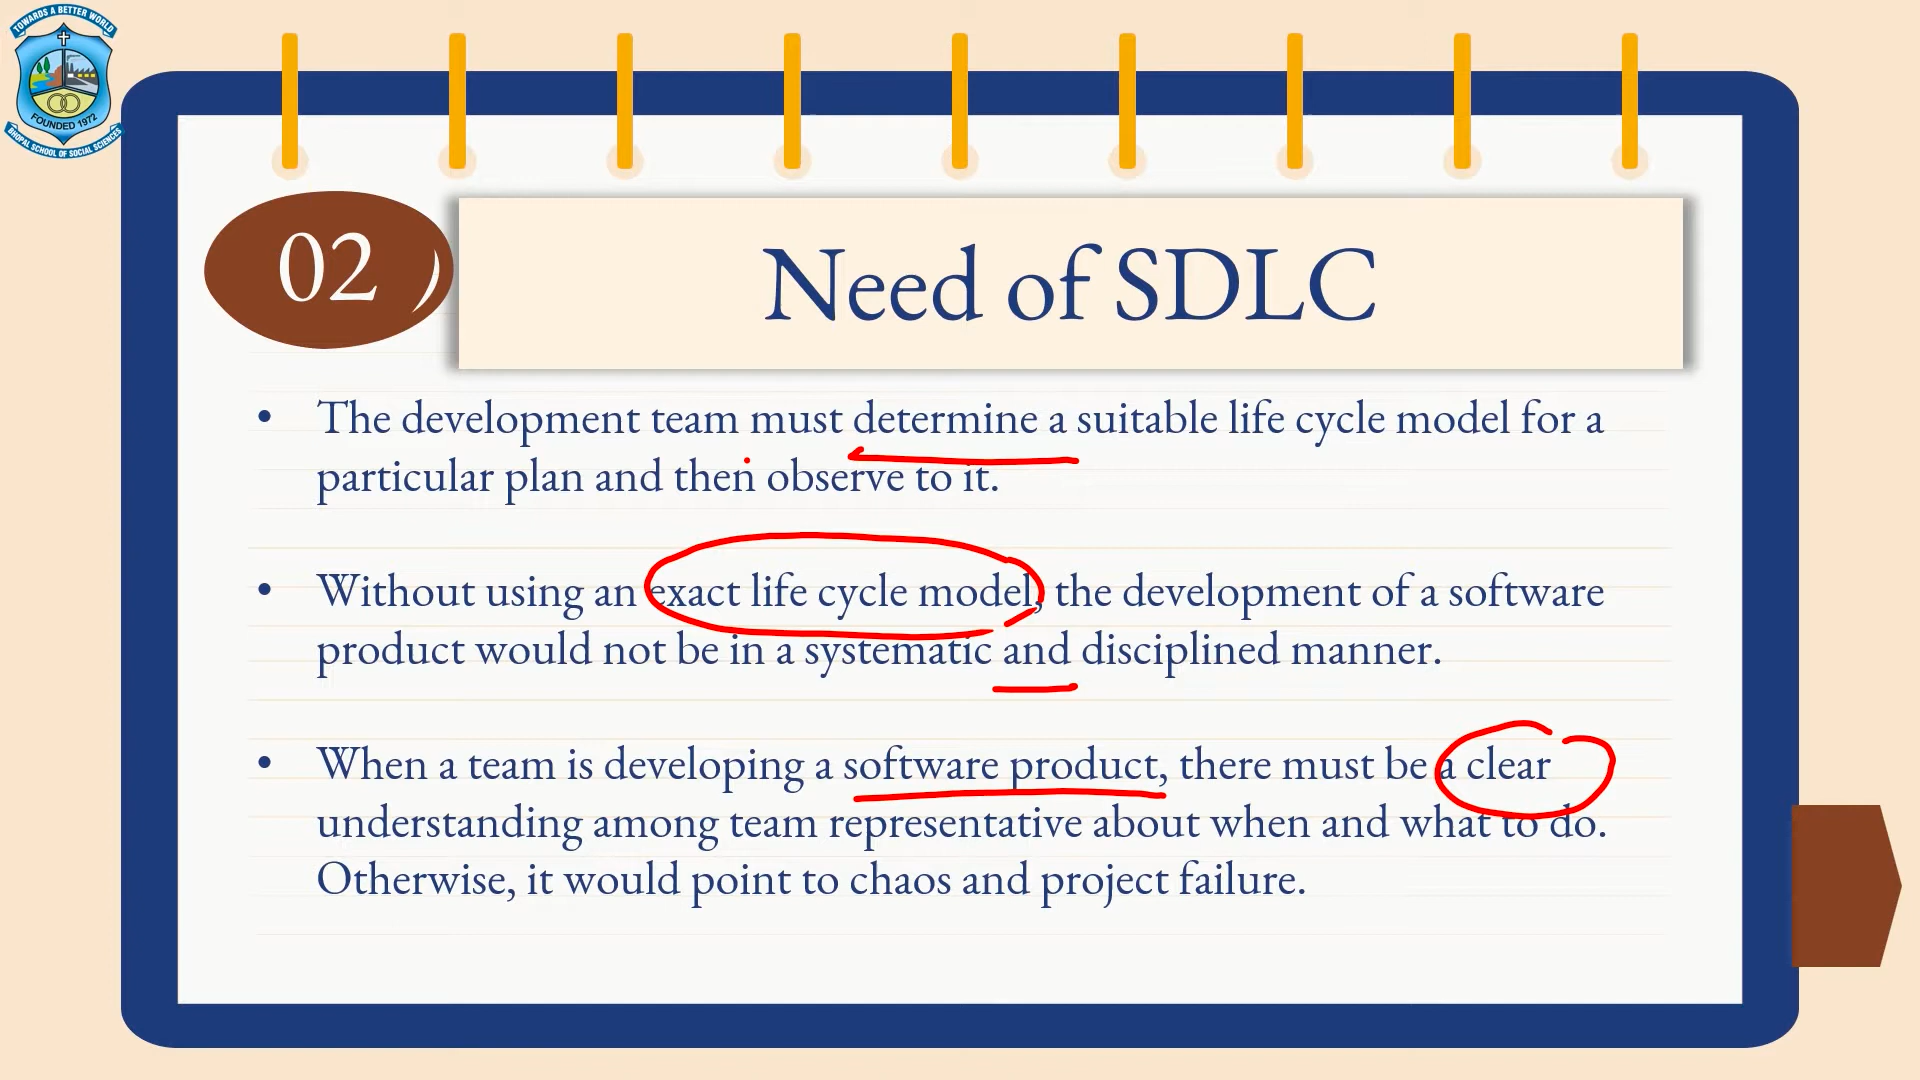 TOWARDS A BETTER WORLD
FOUNDED 1972
BHOPAL SCHOOL OF SOCIAL SCIENCES
02
Need of SDLC
• The development team must determine a suitable life cycle model for a
particular plan and then observe to it.
• Without using an exact life cycle model, the development of a software
product would not be in a systematic and disciplined manner.
• When a team is developing a software product, there must be a clear
understanding among team representative about when and what to do.
Otherwise, it would point to chaos and project failure.